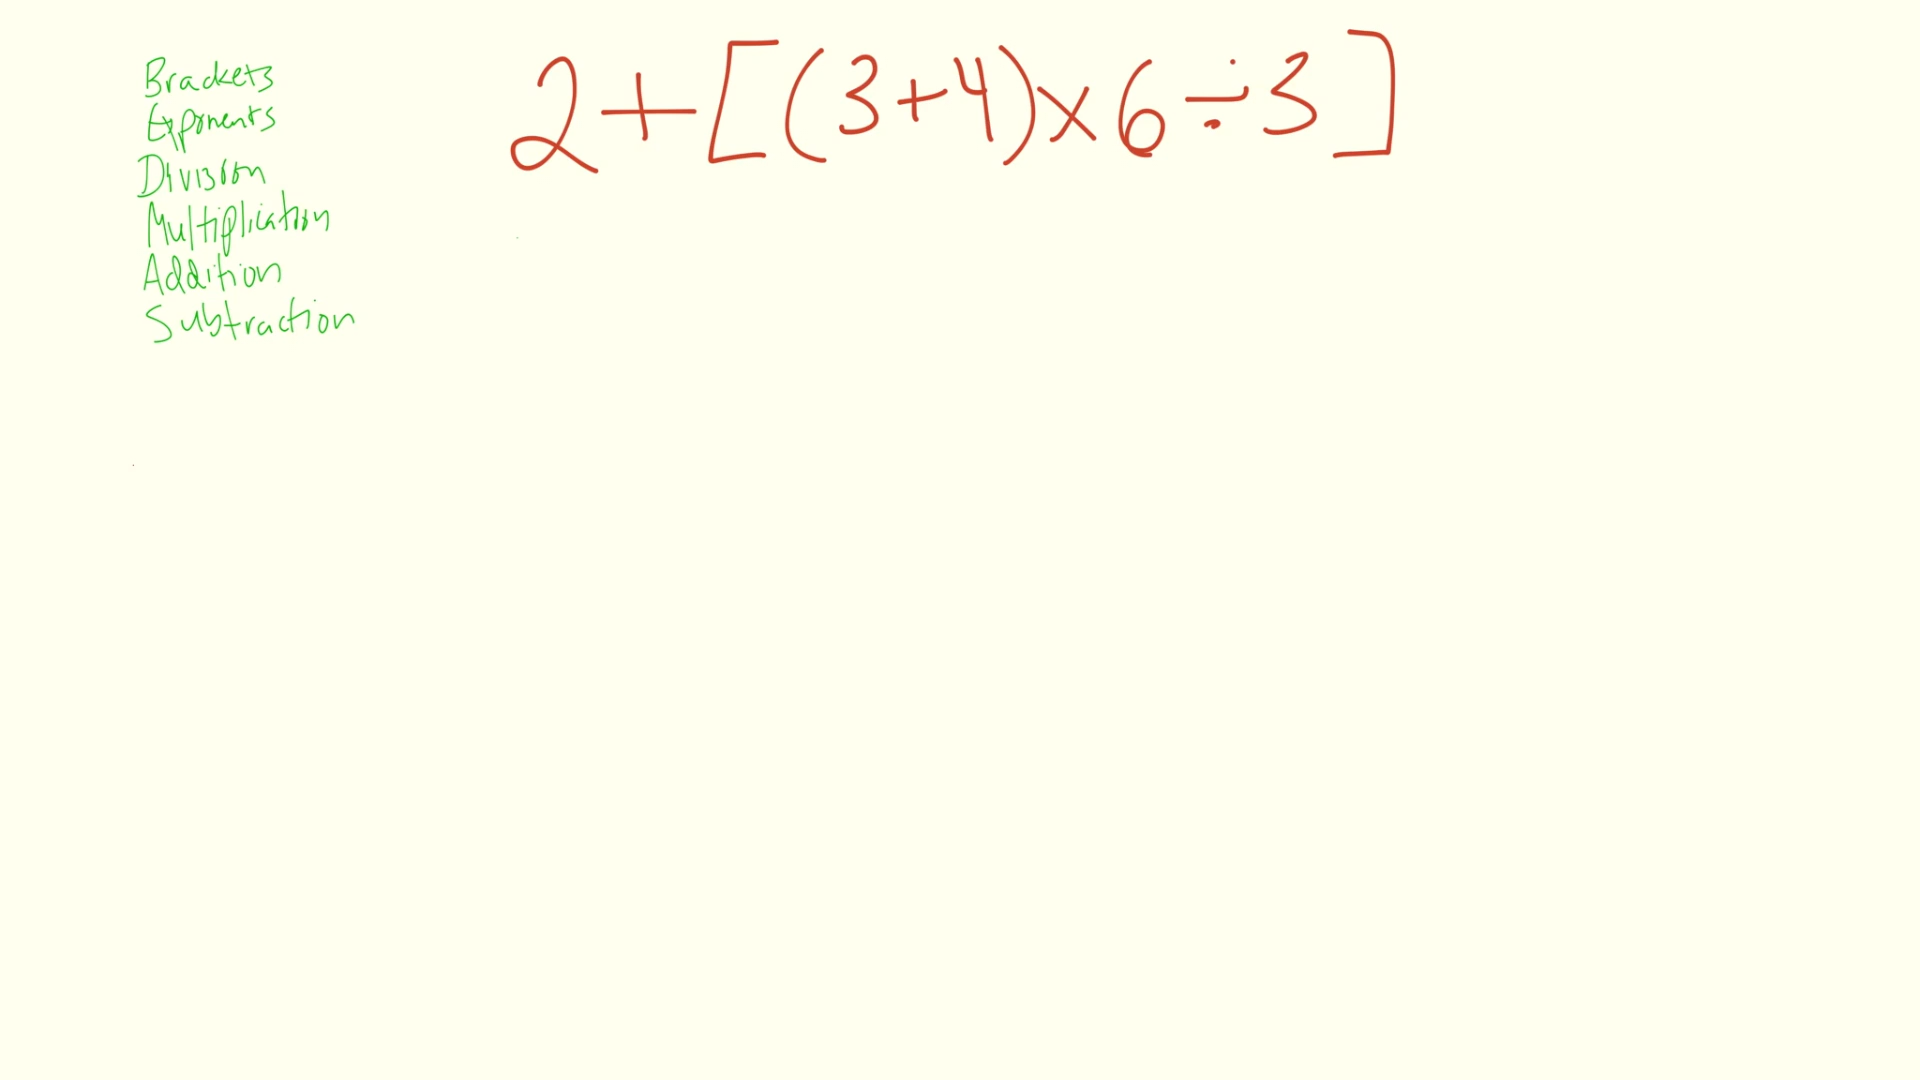 2+[(3+4)×6÷3]
Brackets
Exponents
Division
Multiplication
Addition
Subtraction